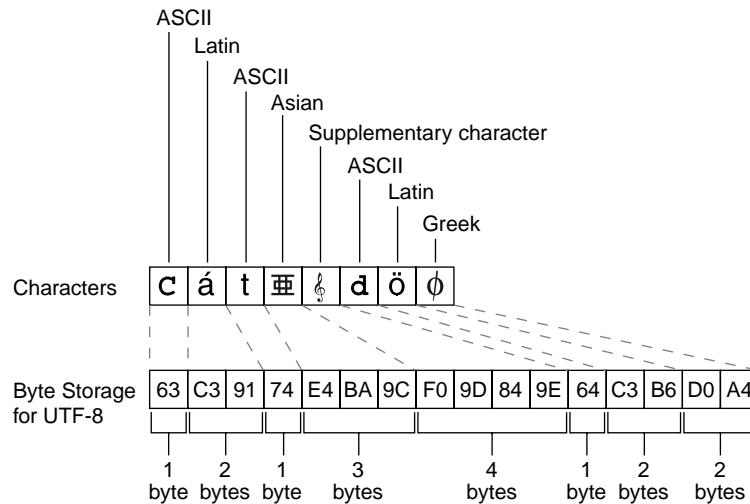 ASCII
Latin
ASCII
Asian
Supplementary character
ASCII
Latin
Greek
Characters c á t 亜 𝄞 d ö ϕ
Byte Storage for UTF-8 63 C3 91 74 E4 BA 9C F0 9D 84 9E 64 C3 B6 D0 A4
1 byte 2 bytes 1 byte 3 bytes 4 bytes 1 byte 2 bytes 2 bytes